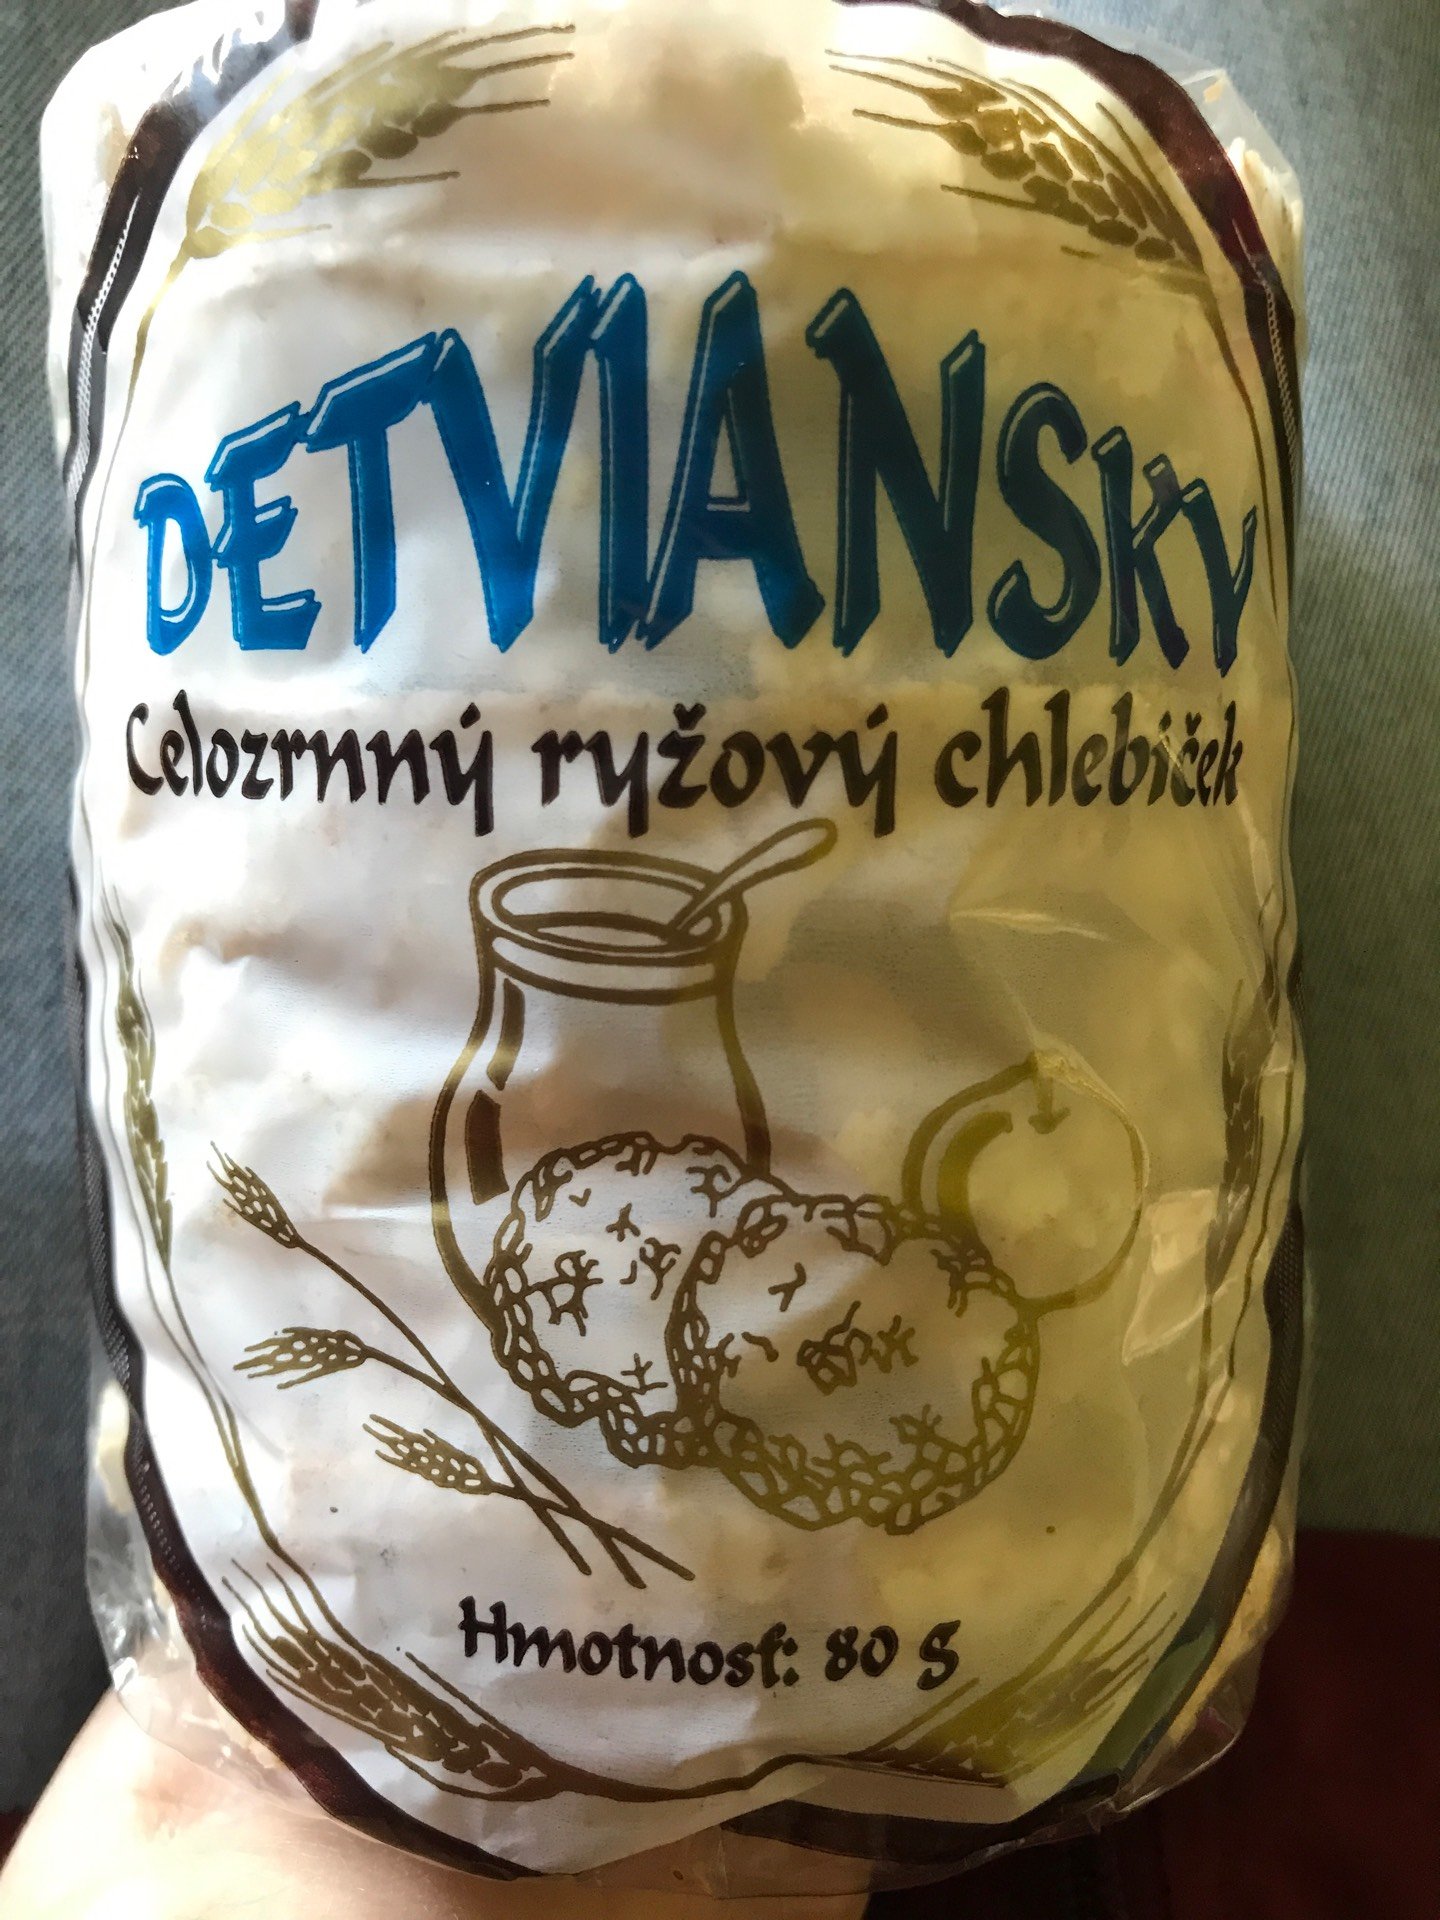 DETVIANSKY
Celozrnný ryžový chlebíček
Hmotnosť: 80 g